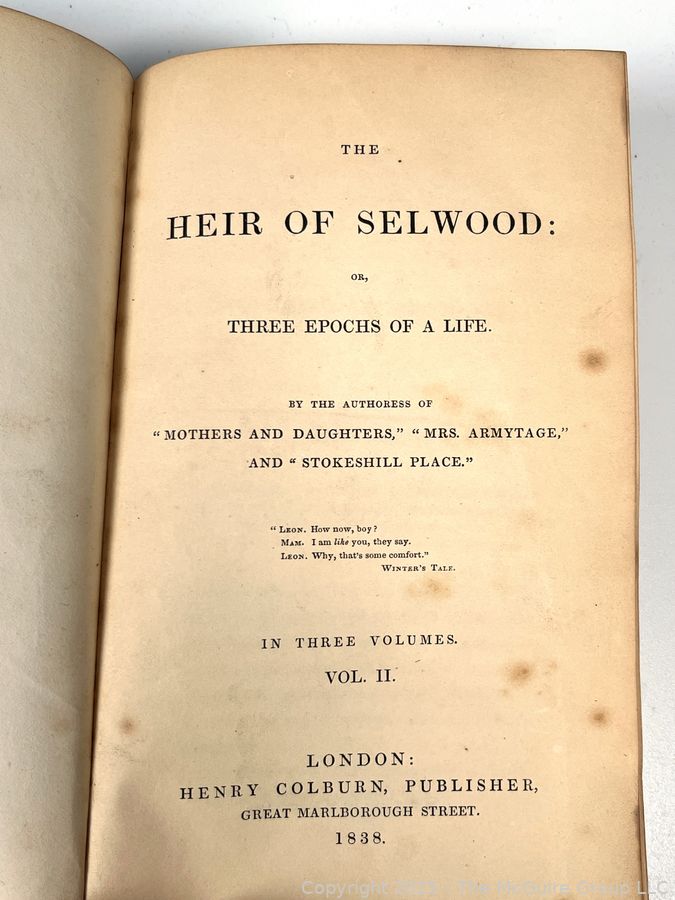 THE
HEIR OF SELWOOD:
OR,
THREE EPOCHS OF A LIFE.
BY THE AUTHORESS OF
"MOTHERS AND DAUGHTERS," "MRS. ARMYTAGE,"
AND "STOKESHILL PLACE."
"LEON. How now, boy?
MAM. I am like you, they say.
LEON. Why, that's some comfort."
WINTER'S TALE.
IN THREE VOLUMES.
VOL. II.
LONDON:
HENRY COLBURN, PUBLISHER,
GREAT MARLBOROUGH STREET.
1838.
Copyright 2025 - The McGuire Group LLC